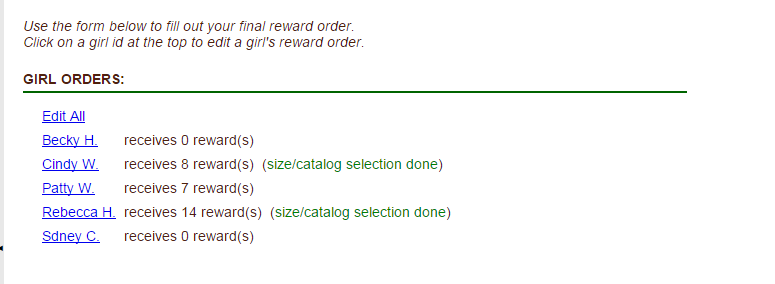 Use the form below to fill out your final reward order.
Click on a girl id at the top to edit a girl's reward order.
GIRL ORDERS:
Edit All
Becky H. receives 0 reward(s)
Cindy W. receives 8 reward(s) (size/catalog selection done)
Patty W. receives 7 reward(s)
Rebecca H. receives 14 reward(s) (size/catalog selection done)
Sdney C. receives 0 reward(s)